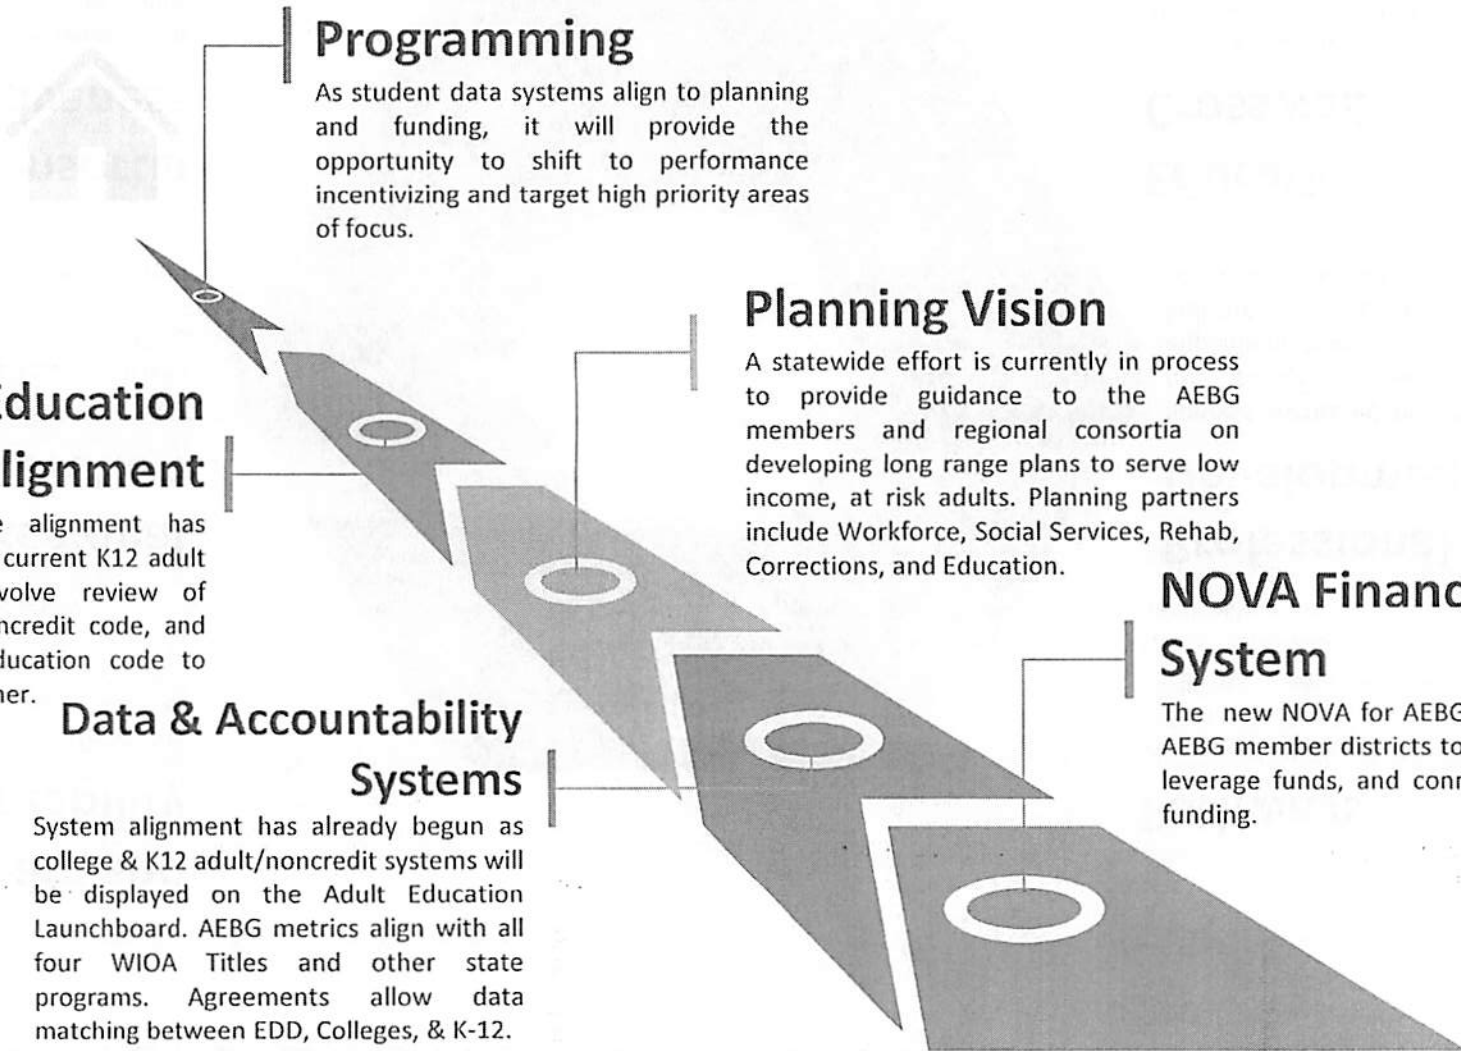 Programming
As student data systems align to planning
and funding, it will provide the
opportunity to shift to performance
incentivizing and target high priority areas
of focus.
Planning Vision
A statewide effort is currently in process
to provide guidance to the AEBG
members and regional consortia on
developing long range plans to serve low
income, at risk adults. Planning partners
include Workforce, Social Services, Rehab,
Corrections, and Education.
Education
lignment
alignment has
current K12 adult
volve review of
ncredit code, and
ducation code to
ner.
NOVA Financ
System
The new NOVA for AEBG
AEBG member districts to
leverage funds, and conn
funding.
Data & Accountability
Systems
System alignment has already begun as
college & K12 adult/noncredit systems will
be displayed on the Adult Education
Launchboard. AEBG metrics align with all
four WIOA Titles and other state
programs. Agreements allow data
matching between EDD, Colleges, & K-12.